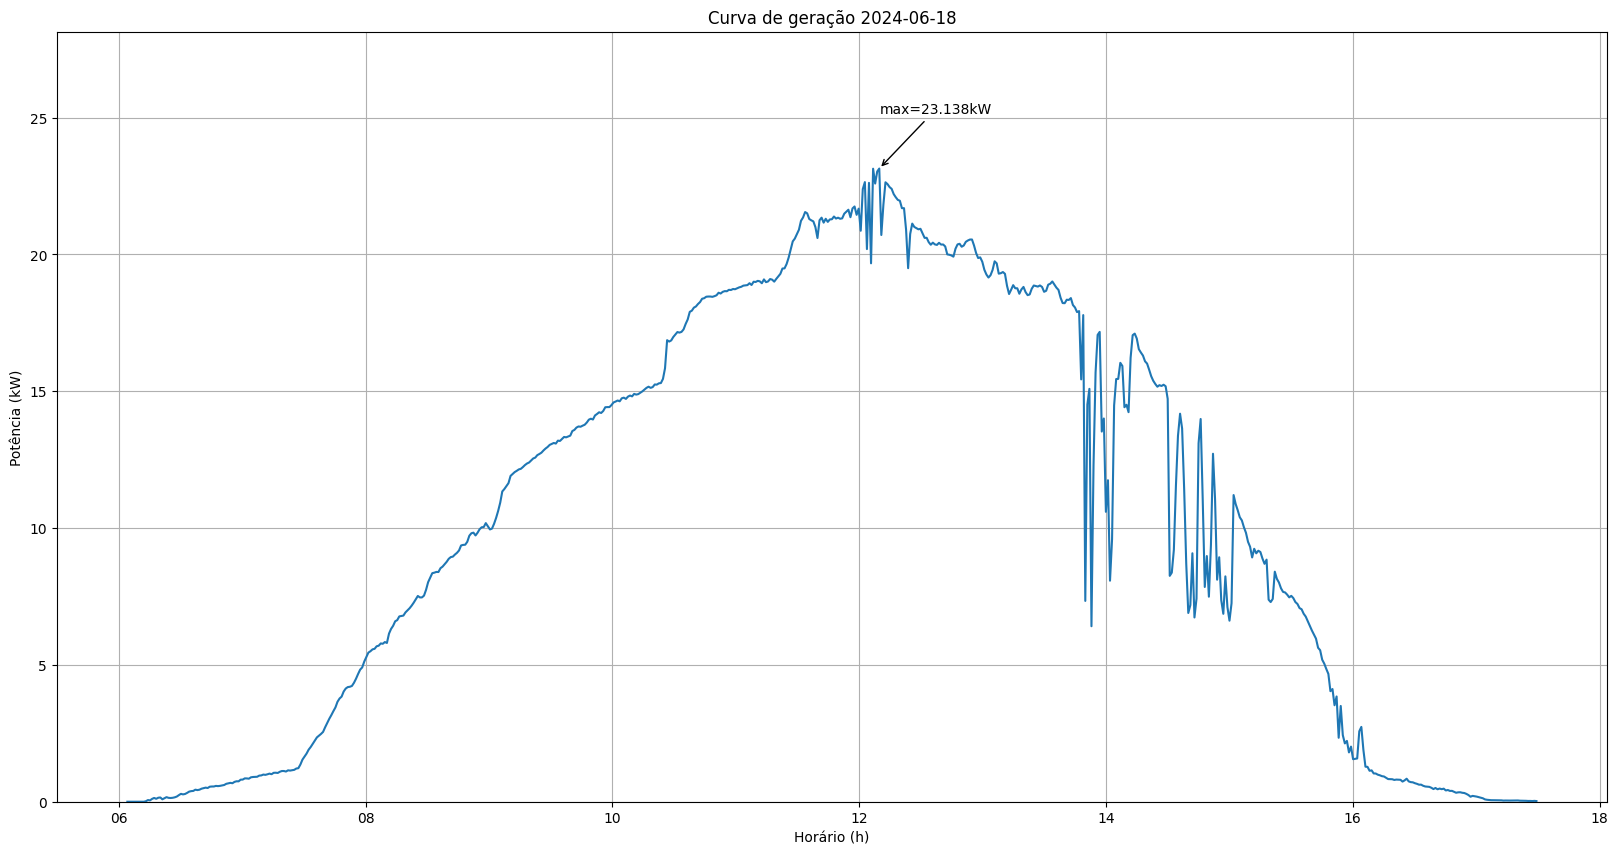 Curva de geração 2024-06-18
max=23.138kW
Potência (kW)
25
20
15
10
5
0
06 08 10 12 14 16 18
Horário (h)